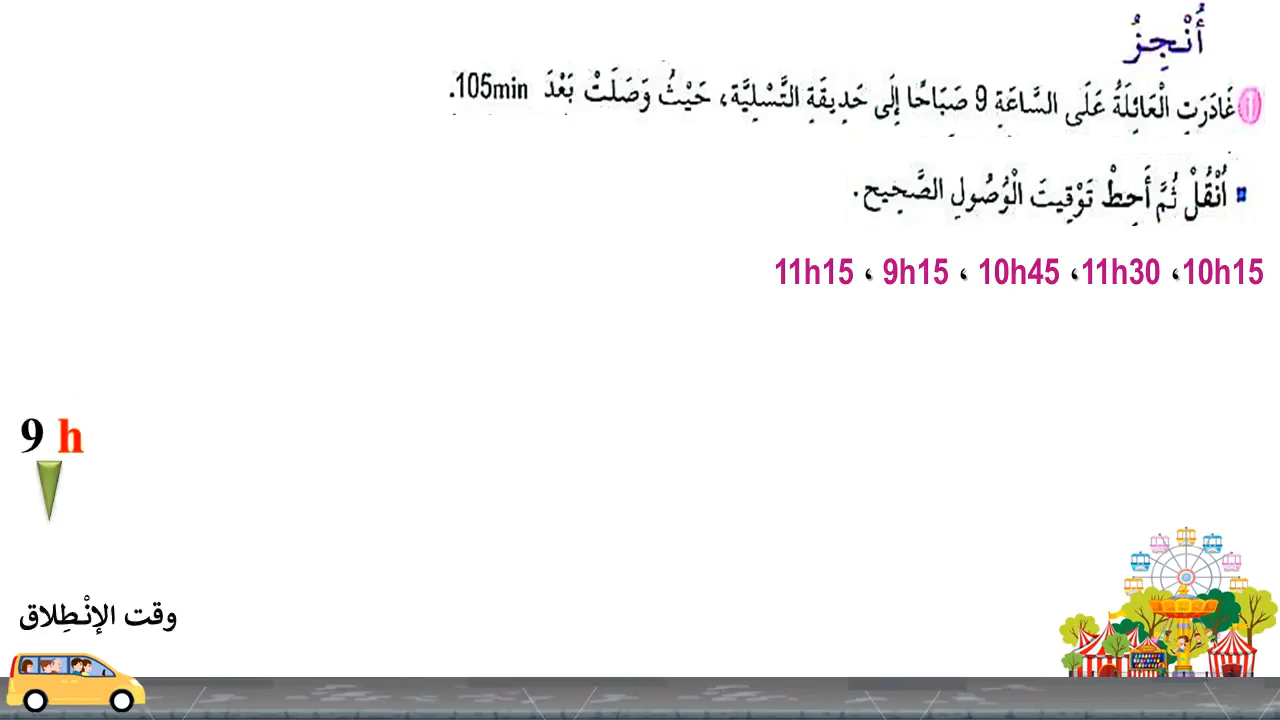 أُنْجِزُ
أ غَادَرَتِ الْعَائِلَةُ عَلَى السَّاعَةِ 9 صَبَاحًا إِلَى حَدِيقَةِ التَّسْلِيَّة، حَيْثُ وَصَلَتْ بَعْدَ 105min.
أُنْقُلْ ثُمَّ أَحِطْ تَوْقِيتَ الْوُصُولِ الصَّحِيح.
10h15، 11h30، 10h45 ، 9h15 ، 11h15
9 h
وقت الإنْطِلاق